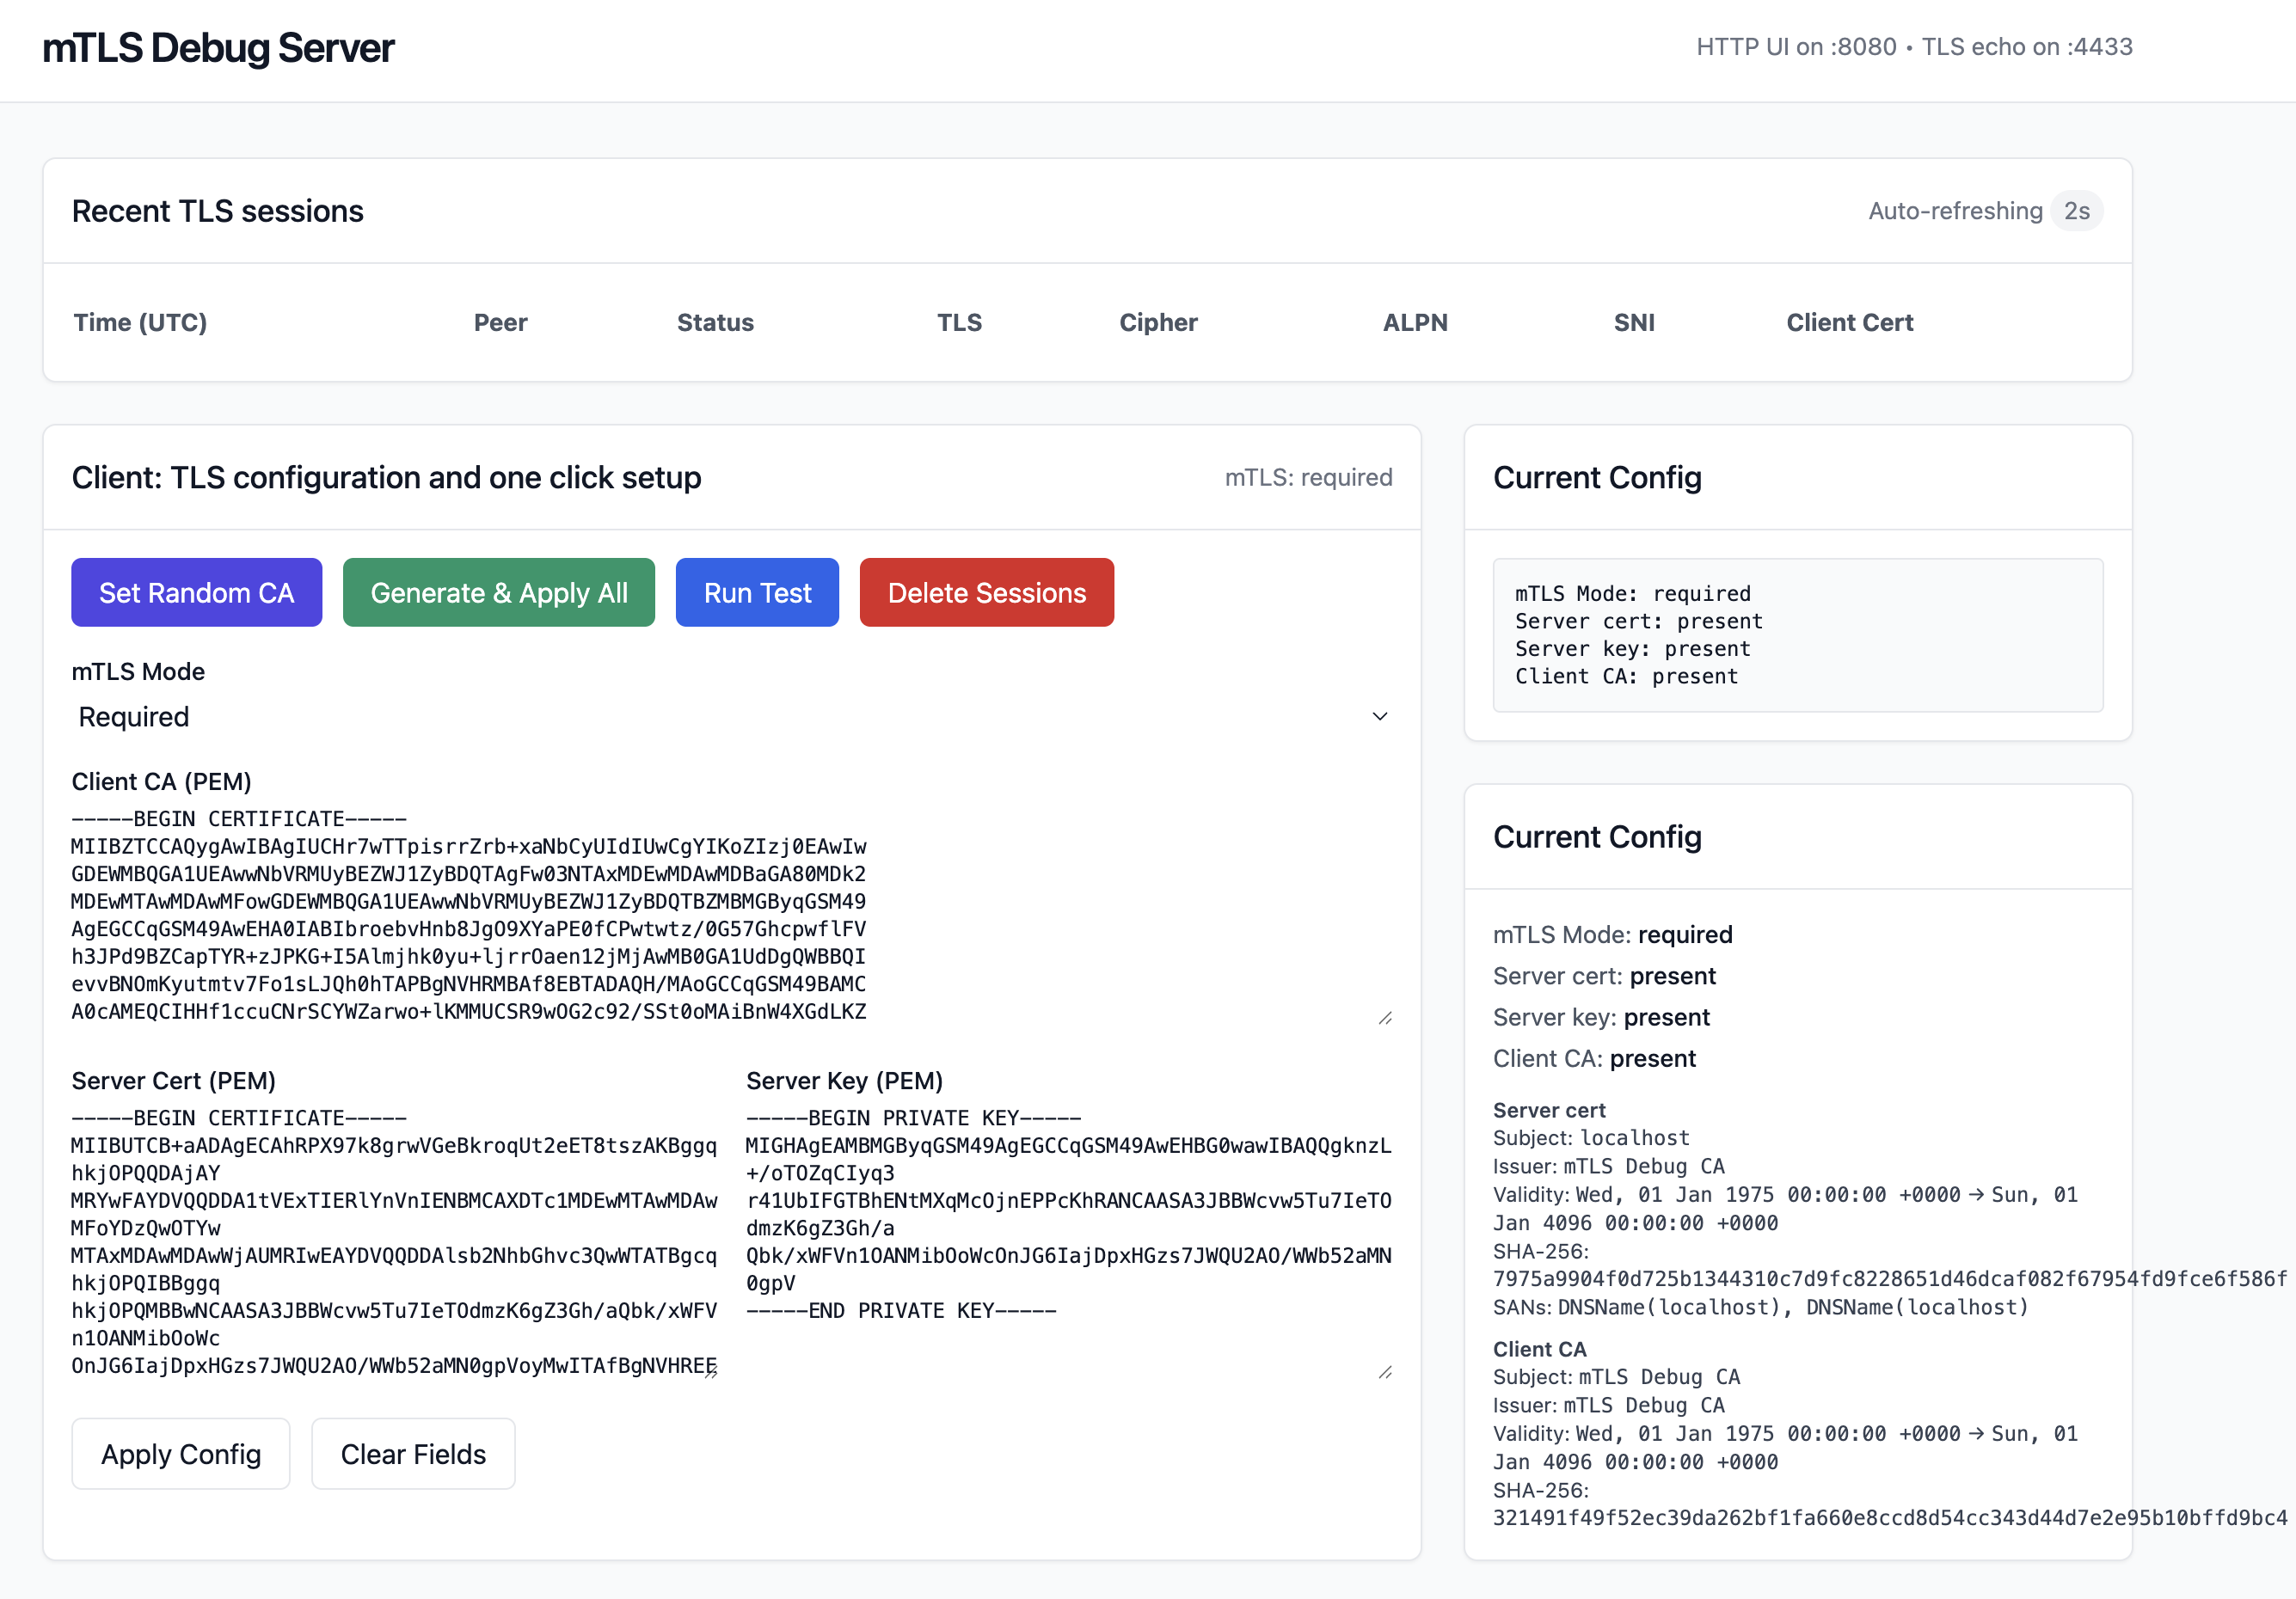 mTLS Debug Server
HTTP UI on :8080 • TLS echo on :4433
Recent TLS sessions
Auto-refreshing 2s
Time (UTC) Peer Status TLS Cipher ALPN SNI Client Cert
Client: TLS configuration and one click setup
mTLS: required
Set Random CA
Generate & Apply All
Run Test
Delete Sessions
mTLS Mode
Required
Client CA (PEM)
-----BEGIN CERTIFICATE-----
MIIBZTCCAQygAwIBAgIUCHr7wTTpisrrZrb+xaNbCyUIdIUwCgYIKoZIzj0EAwIw
GDEWMBQGA1UEAwwNbVRMUyBEZWJ1ZyBDQTAgFw03NTAxMDEwMDAwMDBaGA80MDk2
MDEwMTAwMDAwMFowGDEWMBQGA1UEAwwNbVRMUyBEZWJ1ZyBDQTBZMBMGByqGSM49
AgEGCCqGSM49AwEHA0IABIbroebvHnb8JgO9XYaPE0fCPwtwtz/0G57GhcpwflFV
h3JPd9BZCapTYR+zJPKG+I5Almjhk0yu+ljrrOaen12jMjAwMB0GA1UdDgQWBBQI
evvBNOmKyutmtv7Fo1sLJQh0hTAPBgNVHRMBAf8EBTADAQH/MAoGCCqGSM49BAMC
A0cAMEQCIHHf1ccuCNrSCYWZarwo+lKMMUCSR9wOG2c92/SSt0oMAiBnW4XGdLKZ
Server Cert (PEM)
-----BEGIN CERTIFICATE-----
MIIBUTCB+aADAgECAhRPX97k8grwVGeBkroqUt2eET8tszAKBggq
hkjOPQQDAjAY
MRYwFAYDVQQDDA1tVExTIERlYnVnIENBMCAXDTc1MDEwMTAwMDAw
MFoYDzQwOTYw
MTAxMDAwMDAwWjAUMRIwEAYDVQQDDAlsb2NhbGhvc3QwWTATBgcq
hkjOPQIBBggq
hkjOPQMBBwNCAASA3JBBWcvw5Tu7IeTOdmzK6gZ3Gh/aQbk/xWFV
n1OANMibOoWc
OnJG6IajDpxHGzs7JWQU2AO/WWb52aMN0gpVoyMwITAfBgNVHREE
Server Key (PEM)
-----BEGIN PRIVATE KEY-----
MIGHAgEAMBMGByqGSM49AgEGCCqGSM49AwEHBG0wawIBAQQgknzL
+/oTOZqCIyq3
r41UbIFGTBhENtMXqMcOjnEPPcKhRANCAASA3JBBWcvw5Tu7IeTO
dmzK6gZ3Gh/a
Qbk/xWFVn1OANMibOoWcOnJG6IajDpxHGzs7JWQU2AO/WWb52aMN
0gpV
-----END PRIVATE KEY-----
Apply Config
Clear Fields
Current Config
mTLS Mode: required
Server cert: present
Server key: present
Client CA: present
Current Config
mTLS Mode: required
Server cert: present
Server key: present
Client CA: present
Server cert
Subject: localhost
Issuer: mTLS Debug CA
Validity: Wed, 01 Jan 1975 00:00:00 +0000 → Sun, 01
Jan 4096 00:00:00 +0000
SHA-256:
7975a9904f0d725b1344310c7d9fc8228651d46dcaf082f67954fd9fce6f586f
SANs: DNSName(localhost), DNSName(localhost)
Client CA
Subject: mTLS Debug CA
Issuer: mTLS Debug CA
Validity: Wed, 01 Jan 1975 00:00:00 +0000 → Sun, 01
Jan 4096 00:00:00 +0000
SHA-256:
321491f49f52ec39da262bf1fa660e8ccd8d54cc343d44d7e2e95b10bffd9bc4